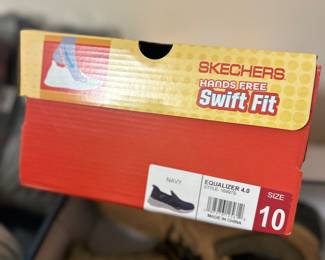 SKECHERS
HANDS FREE
Swift Fit
NAVY
EQUALIZER 4.0
MADE IN CHINA
SIZE
10